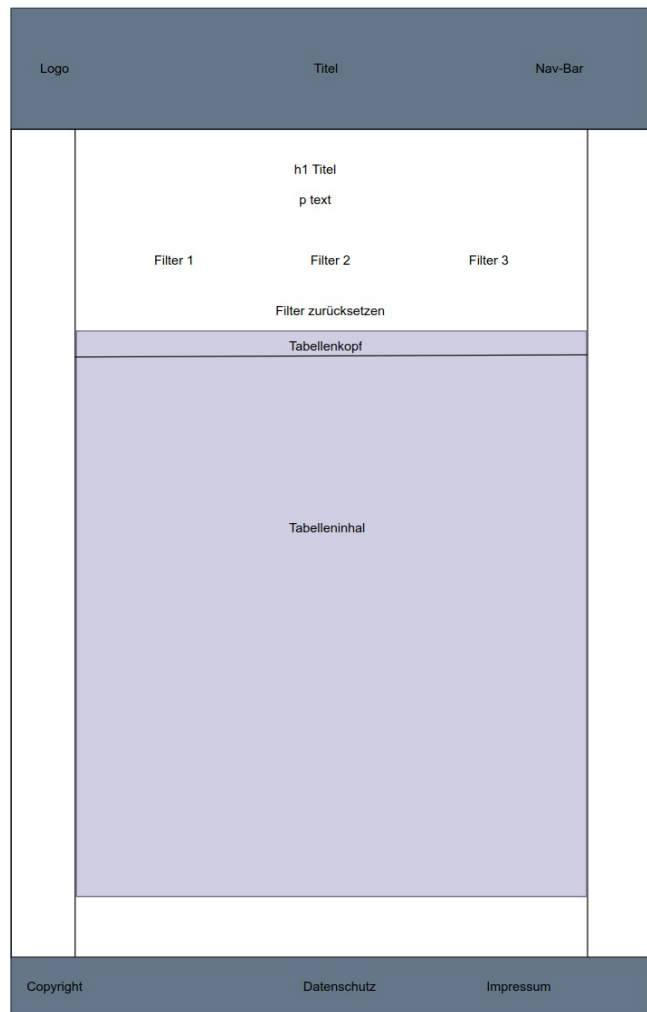 Logo Titel Nav-Bar
h1 Titel
p text
Filter 1 Filter 2 Filter 3
Filter zurücksetzen
Tabellenkopf
Tabelleninhal
Copyright Datenschutz Impressum